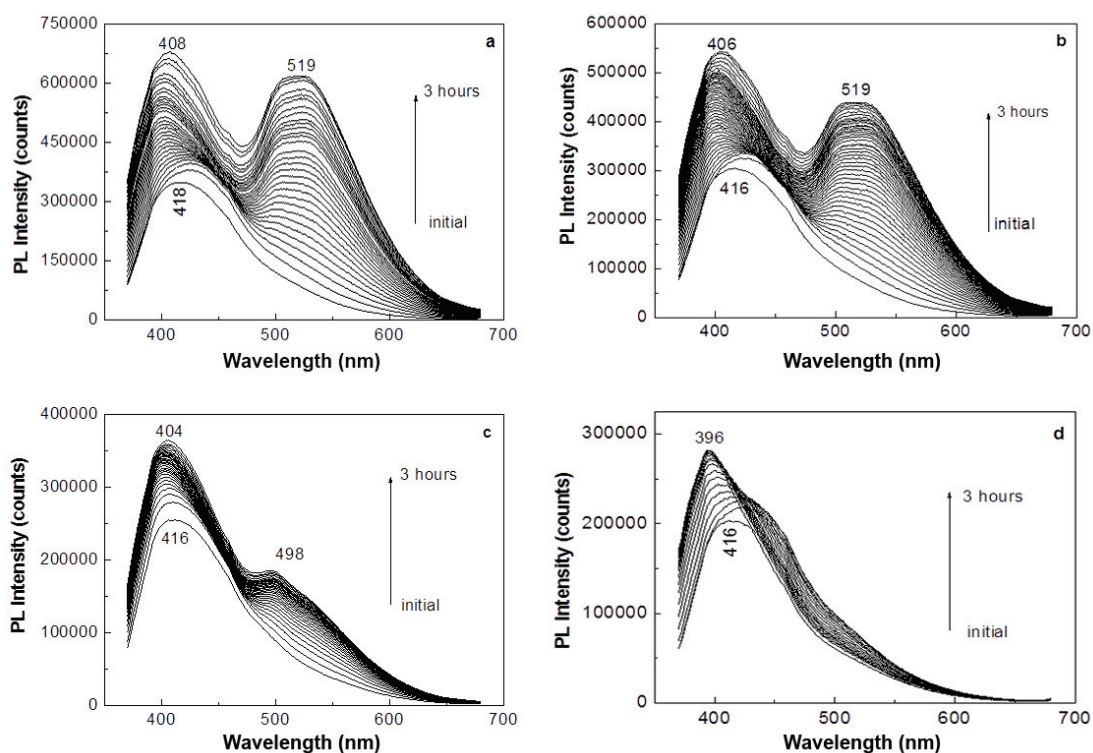 a
PL Intensity (counts)
750000
600000
450000
300000
150000
0
408
519
418
3 hours
initial
400
500
600
700
Wavelength (nm)
b
PL Intensity (counts)
600000
500000
400000
300000
200000
100000
0
406
519
416
3 hours
initial
400
500
600
700
Wavelength (nm)
c
PL Intensity (counts)
400000
300000
200000
100000
0
404
416
498
3 hours
initial
400
500
600
700
Wavelength (nm)
d
PL Intensity (counts)
300000
200000
100000
0
396
416
3 hours
initial
400
500
600
700
Wavelength (nm)